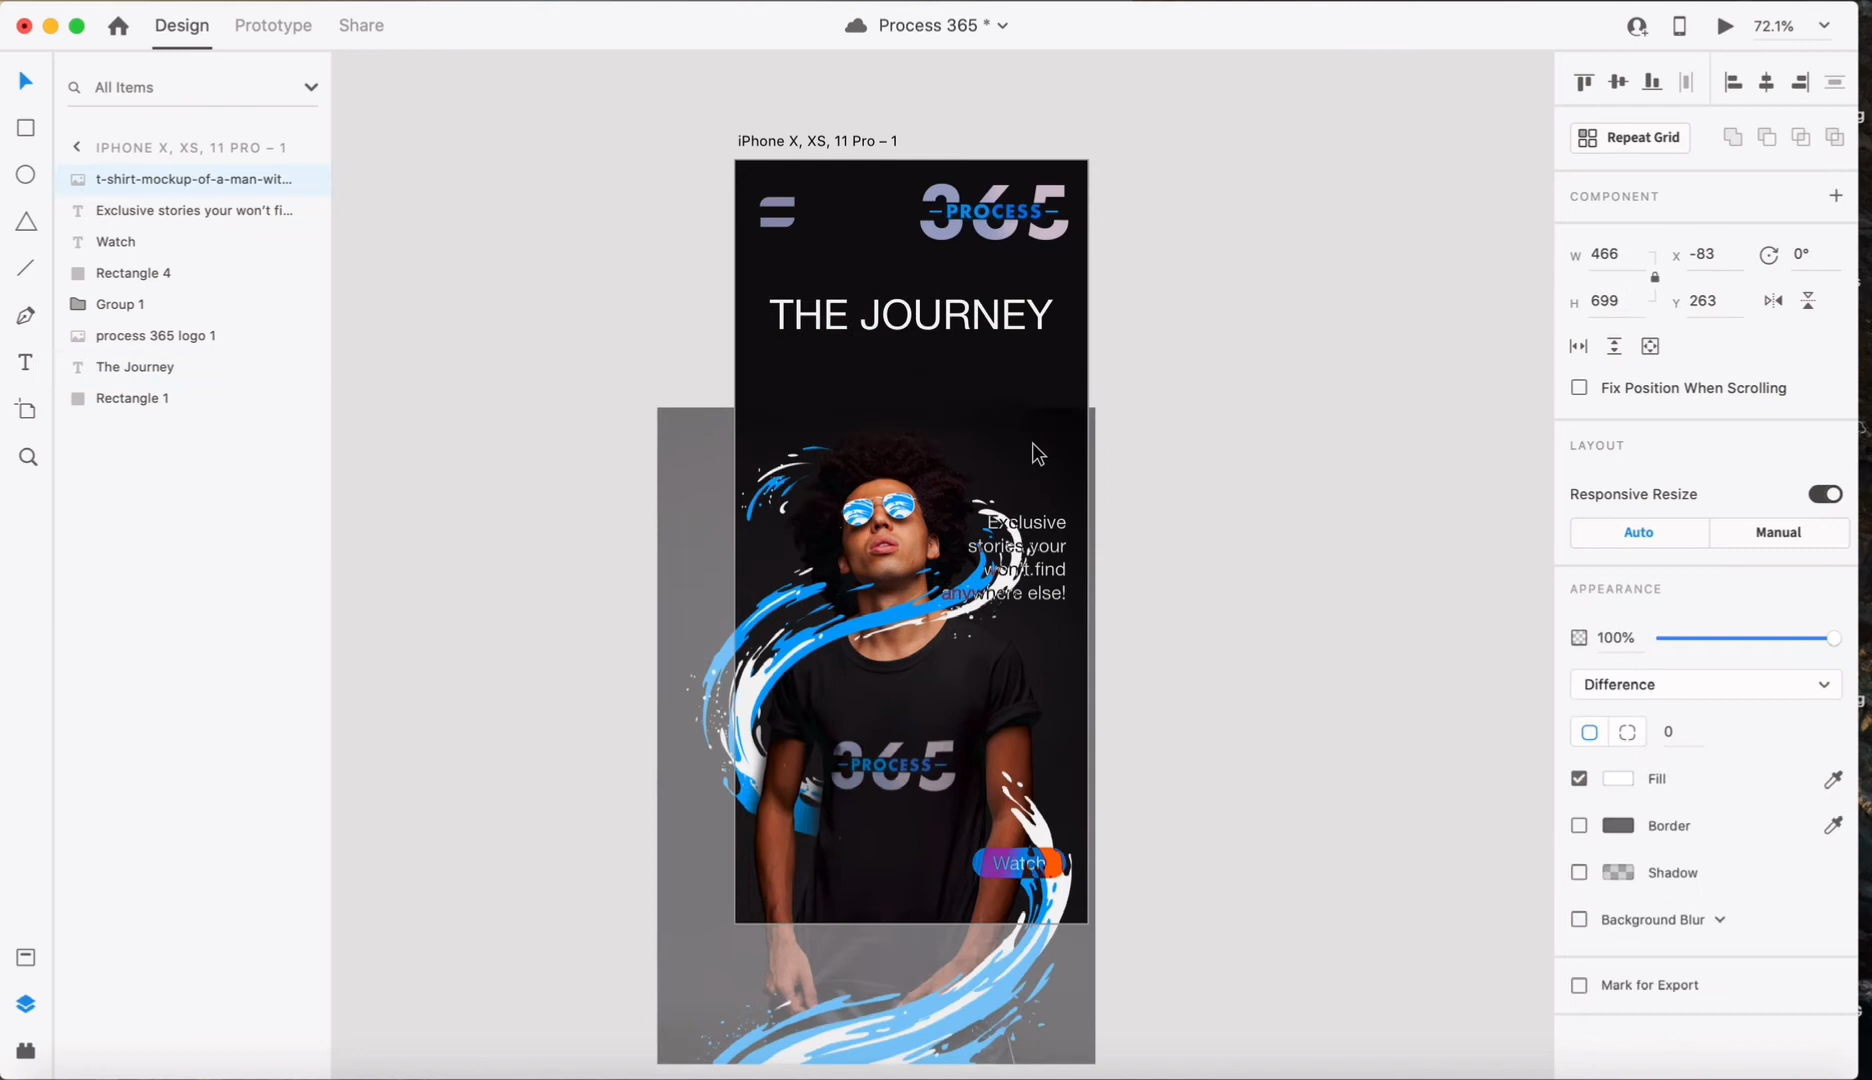 Design
Prototype
Share
Process 365 *
72.1%
All Items
IPHONE X, XS, 11 PRO – 1
t-shirt-mockup-of-a-man-wit...
Exclusive stories your won't fi...
Watch
Rectangle 4
Group 1
process 365 logo 1
The Journey
Rectangle 1
iPhone X, XS, 11 Pro – 1
365
PROCESS
THE JOURNEY
Exclusive
stories your
won't find
anywhere else!
365
PROCESS
Watch
Repeat Grid
COMPONENT
W 466 X -83 0°
H 699 Y 263
Fix Position When Scrolling
LAYOUT
Responsive Resize
Auto
Manual
APPEARANCE
100%
Difference
0
Fill
Border
Shadow
Background Blur
Mark for Export